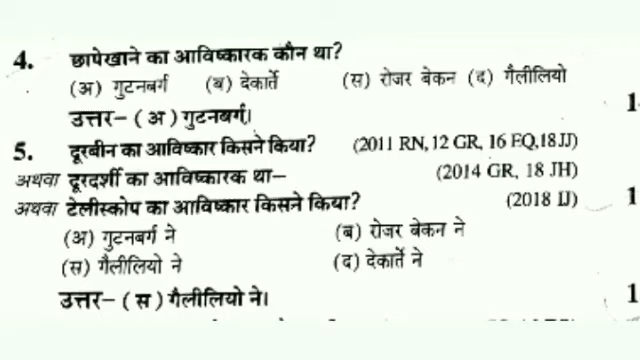 4. छापेखाने का आविष्कारक कौन था?
(अ) गुटनबर्ग (ब) देकार्ते (स) रोजर बेकन (द) गैलीलियो
उत्तर– (अ) गुटनबर्ग।
5. दूरबीन का आविष्कार किसने किया? (2011 RN, 12 GR, 16 EQ, 18 JJ)
अथवा दूरदर्शी का आविष्कारक था– (2014 GR, 18 JH)
अथवा टेलीस्कोप का आविष्कार किसने किया? (2018 IJ)
(अ) गुटनबर्ग ने (ब) रोजर बेकन ने
(स) गैलीलियो ने (द) देकार्ते ने
उत्तर– (स) गैलीलियो ने।